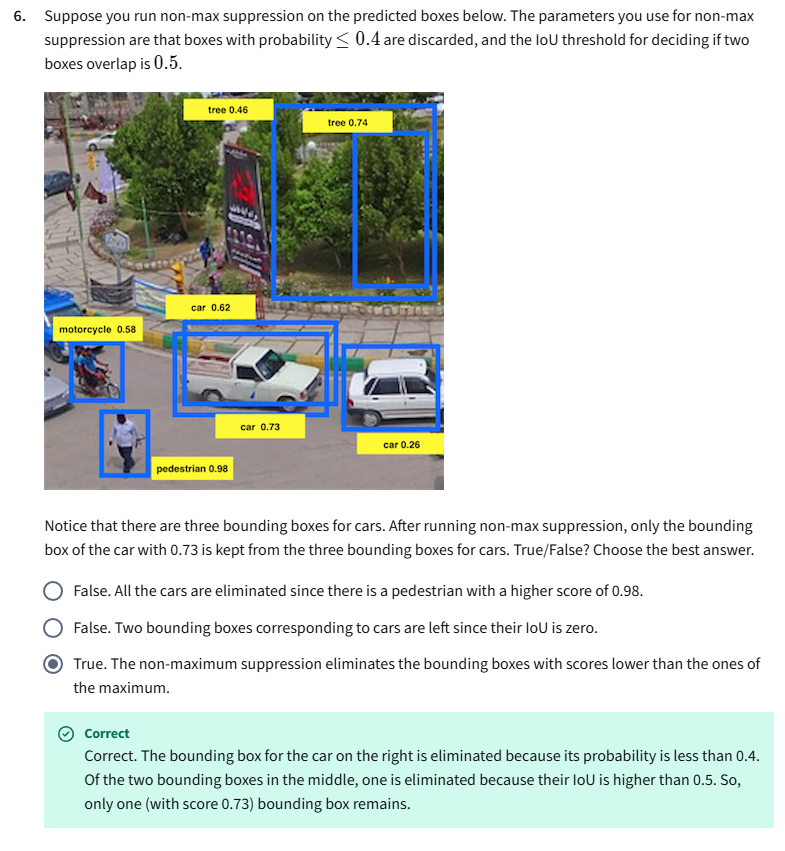 6. Suppose you run non-max suppression on the predicted boxes below. The parameters you use for non-max
suppression are that boxes with probability ≤ 0.4 are discarded, and the IoU threshold for deciding if two
boxes overlap is 0.5.
tree 0.46
tree 0.74
car 0.62
motorcycle 0.58
car 0.73
car 0.26
pedestrian 0.98
Notice that there are three bounding boxes for cars. After running non-max suppression, only the bounding
box of the car with 0.73 is kept from the three bounding boxes for cars. True/False? Choose the best answer.
False. All the cars are eliminated since there is a pedestrian with a higher score of 0.98.
False. Two bounding boxes corresponding to cars are left since their IoU is zero.
True. The non-maximum suppression eliminates the bounding boxes with scores lower than the ones of
the maximum.
Correct
Correct. The bounding box for the car on the right is eliminated because its probability is less than 0.4.
Of the two bounding boxes in the middle, one is eliminated because their IoU is higher than 0.5. So,
only one (with score 0.73) bounding box remains.